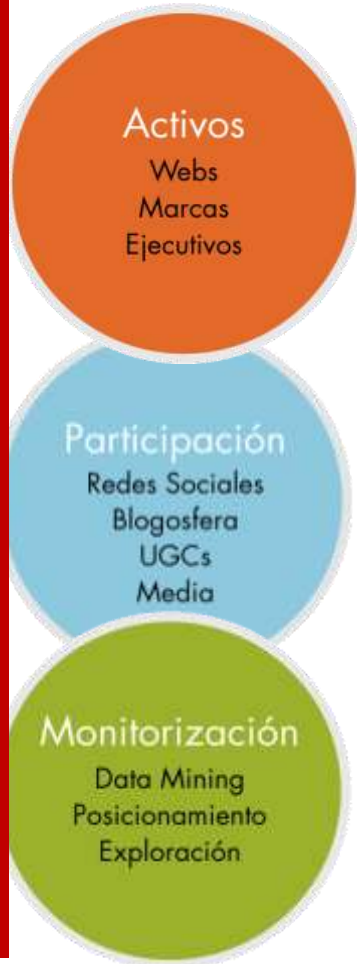 Activos
Webs
Marcas
Ejecutivos
Participación
Redes Sociales
Blogosfera
UGCs
Media
Monitorización
Data Mining
Posicionamiento
Exploración